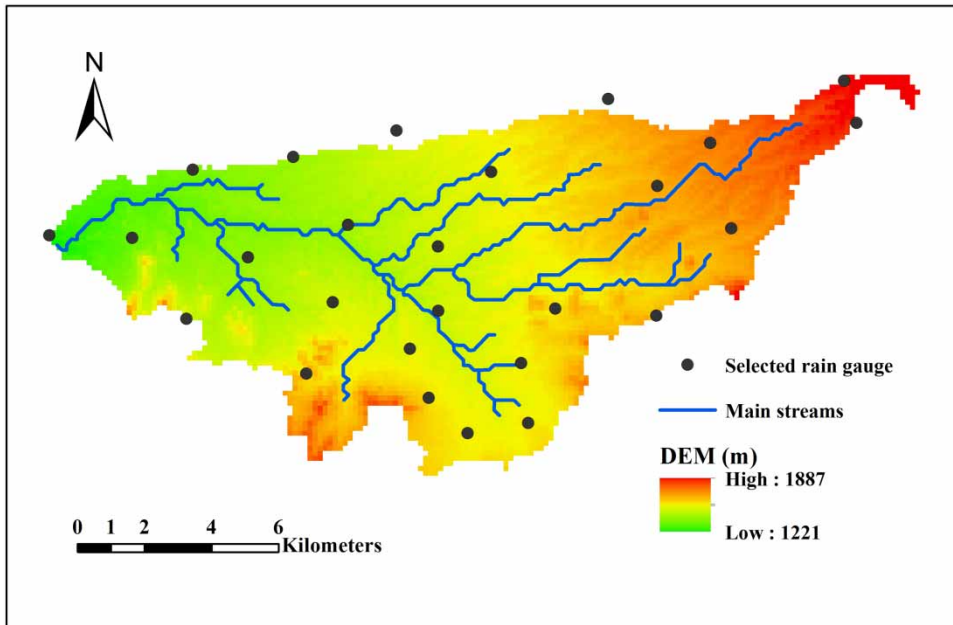 N
Selected rain gauge
Main streams
DEM (m)
High : 1887
Low : 1221
0 1 2 4 6
Kilometers